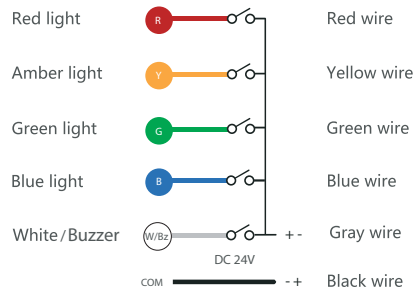 Red light R Red wire
Amber light Y Yellow wire
Green light G Green wire
Blue light B Blue wire
White/Buzzer W/Bz + - Gray wire
DC 24V
COM - + Black wire